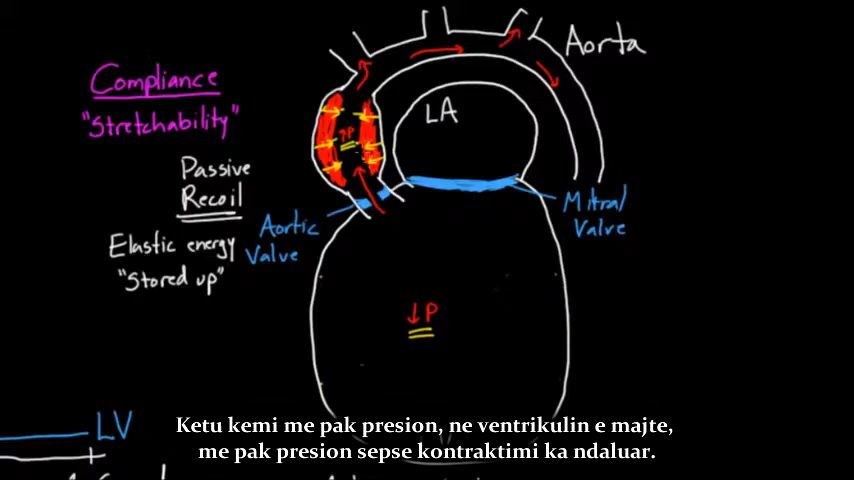 Compliance
"Stretchability"
Passive
Recoil
Elastic energy
"Stored up"
Aortic
Valve
Aorta
LA
↑P
Mitral
Valve
↓P
LV
Ketu kemi me pak presion, ne ventrikulin e majte,
me pak presion sepse kontraktimi ka ndaluar.